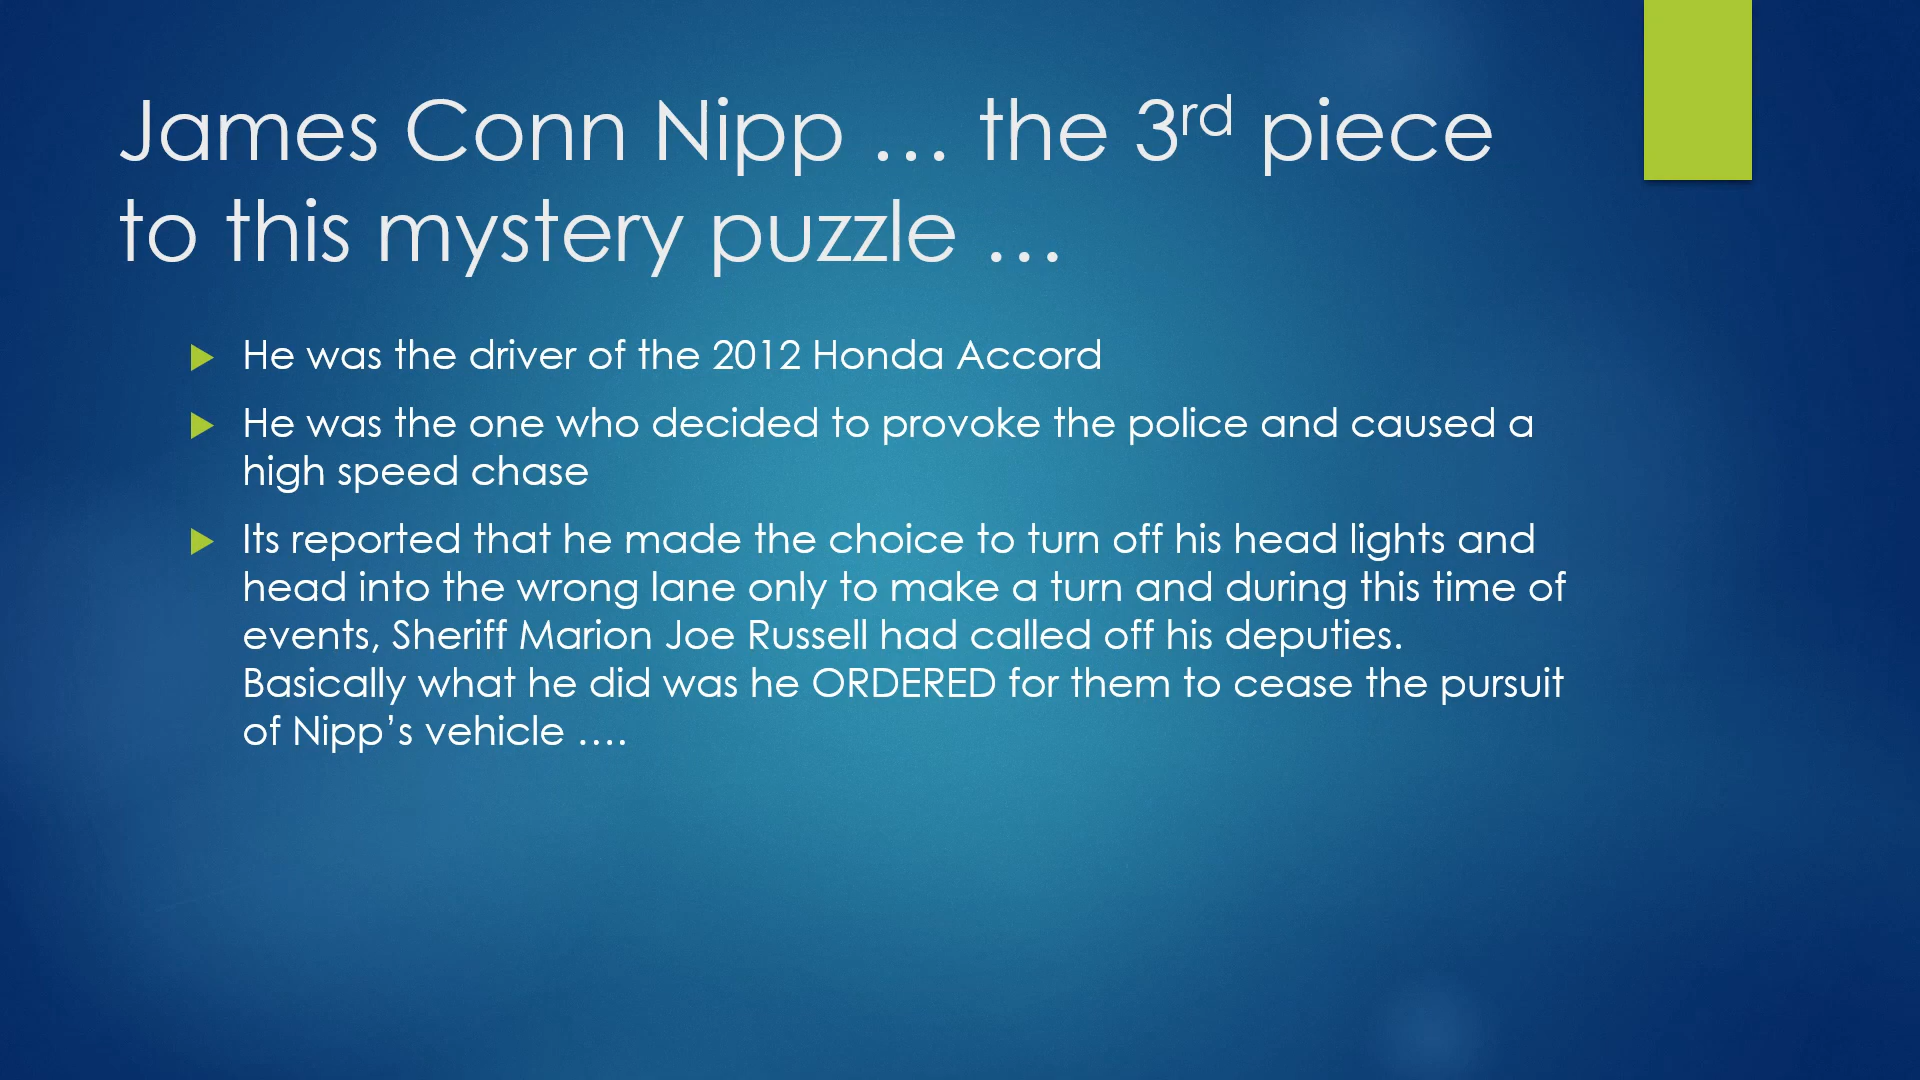 James Conn Nipp … the 3rd piece
to this mystery puzzle …
He was the driver of the 2012 Honda Accord
He was the one who decided to provoke the police and caused a
high speed chase
Its reported that he made the choice to turn off his head lights and
head into the wrong lane only to make a turn and during this time of
events, Sheriff Marion Joe Russell had called off his deputies.
Basically what he did was he ORDERED for them to cease the pursuit
of Nipp’s vehicle ….